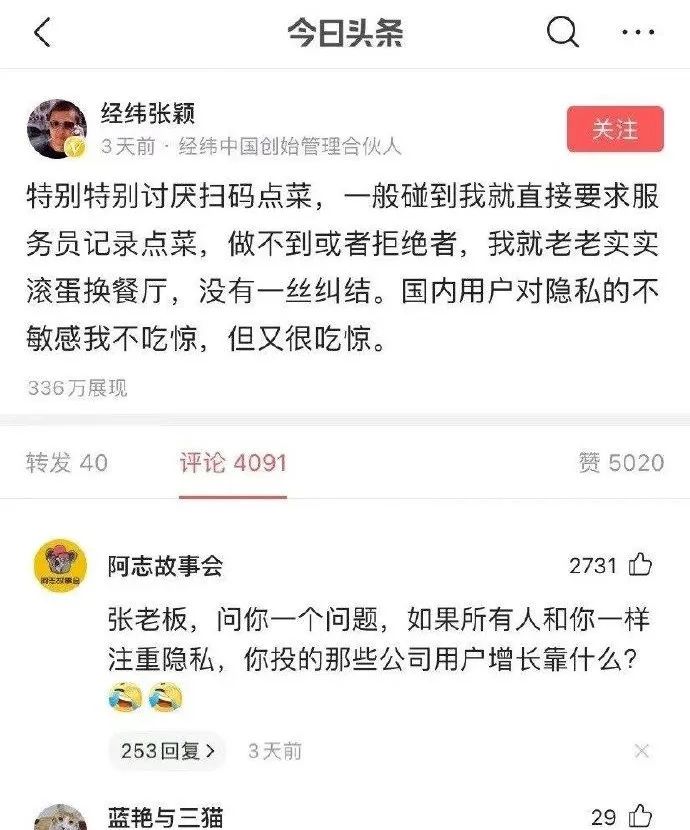 今日头条
经纬张颖
3天前 · 经纬中国创始管理合伙人
关注
特别特别讨厌扫码点菜，一般碰到我就直接要求服
务员记录点菜，做不到或者拒绝者，我就老老实实
滚蛋换餐厅，没有一丝纠结。国内用户对隐私的不
敏感我不吃惊，但又很吃惊。
336万展现
转发 40
评论 4091
赞 5020
阿志故事会
2731
张老板，问你一个问题，如果所有人和你一样
注重隐私，你投的那些公司用户增长靠什么？
253回复
3天前
蓝艳与三猫
29